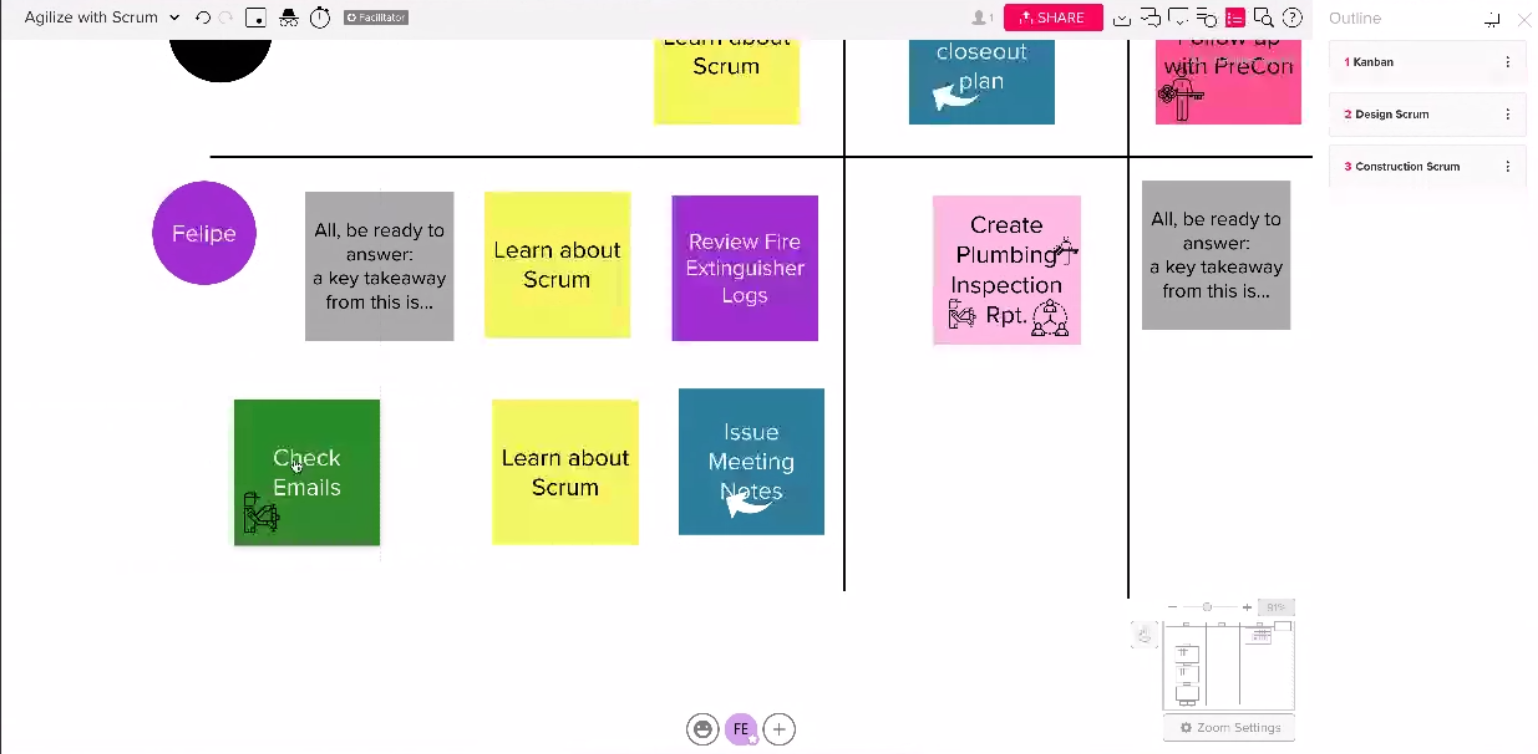 Agilize with Scrum
Facilitator
1
SHARE
Outline
1 Kanban
2 Design Scrum
3 Construction Scrum
Learn about
Scrum
closeout
plan
Follow up
with PreCon
Felipe
All, be ready to
answer:
a key takeaway
from this is...
Learn about
Scrum
Review Fire
Extinguisher
Logs
Create
Plumbing
Inspection
Rpt.
All, be ready to
answer:
a key takeaway
from this is...
Check
Emails
Learn about
Scrum
Issue
Meeting
Notes
91%
FE
Zoom Settings